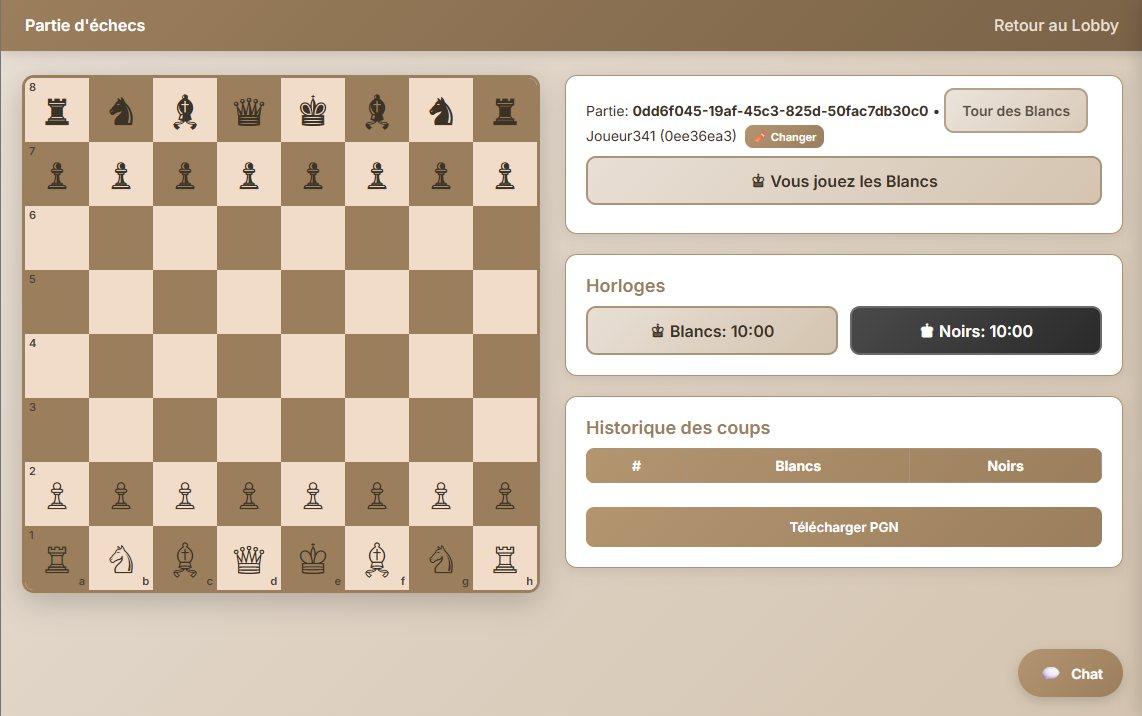 Partie d'échecs
Retour au Lobby
8
7
6
5
4
3
2
1
a
b
c
d
e
f
g
h
Partie: 0dd6f045-19af-45c3-825d-50fac7db30c0 • Tour des Blancs
Joueur341 (0ee36ea3) Changer
Vous jouez les Blancs
Horloges
Blancs: 10:00
Noirs: 10:00
Historique des coups
# Blancs Noirs
Télécharger PGN
Chat